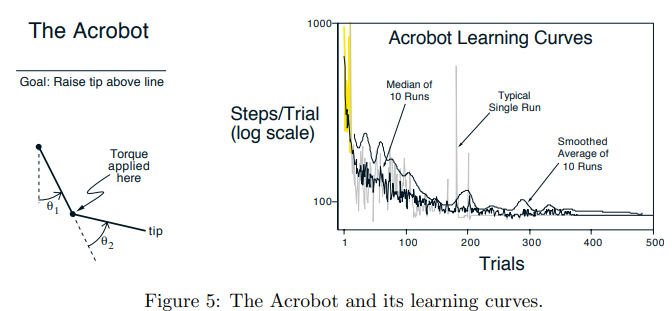 The Acrobot
Goal: Raise tip above line
Torque
applied
here
θ1
θ2
tip
Acrobot Learning Curves
Steps/Trial
(log scale)
1000
100
Median of
10 Runs
Typical
Single Run
Smoothed
Average of
10 Runs
1 100 200 300 400 500
Trials
Figure 5: The Acrobot and its learning curves.